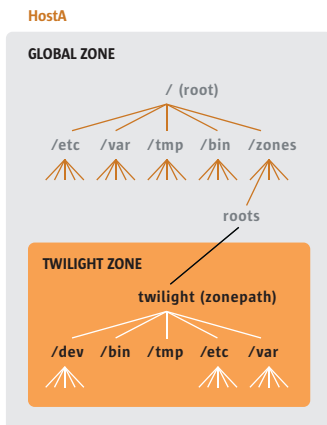 HostA
GLOBAL ZONE
/ (root)
/etc /var /tmp /bin /zones
roots
TWILIGHT ZONE
twilight (zonepath)
/dev /bin /tmp /etc /var